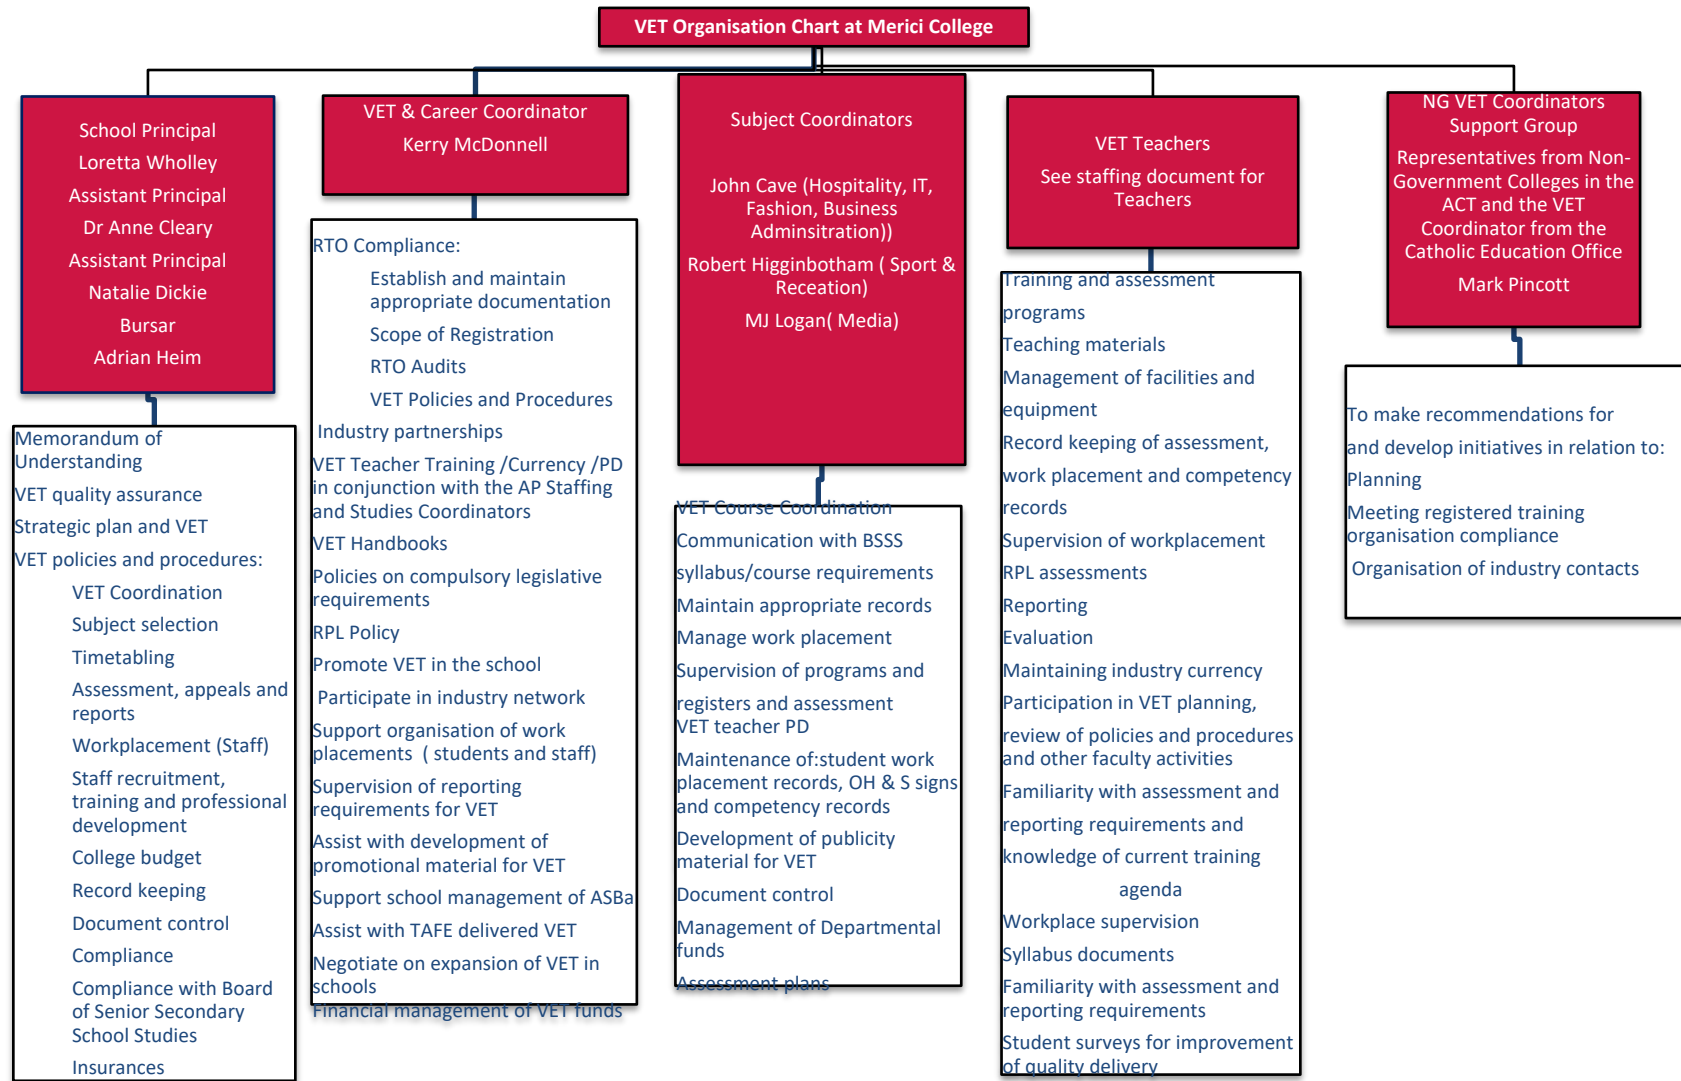 VET Organisation Chart at Merici College
School Principal
Loretta Wholley
Assistant Principal
Dr Anne Cleary
Assistant Principal
Natalie Dickie
Bursar
Adrian Heim
Memorandum of
Understanding
VET quality assurance
Strategic plan and VET
VET policies and procedures:
VET Coordination
Subject selection
Timetabling
Assessment, appeals and
reports
Workplacement (Staff)
Staff recruitment,
training and professional
development
College budget
Record keeping
Document control
Compliance
Compliance with Board
of Senior Secondary
School Studies
Insurances
VET & Career Coordinator
Kerry McDonnell
RTO Compliance:
Establish and maintain
appropriate documentation
Scope of Registration
RTO Audits
VET Policies and Procedures
Industry partnerships
VET Teacher Training /Currency /PD
in conjunction with the AP Staffing
and Studies Coordinators
VET Handbooks
Policies on compulsory legislative
requirements
RPL Policy
Promote VET in the school
Participate in industry network
Support organisation of work
placements ( students and staff)
Supervision of reporting
requirements for VET
Assist with development of
promotional material for VET
Support school management of ASBa
Assist with TAFE delivered VET
Negotiate on expansion of VET in
schools
Financial management of VET funds
Subject Coordinators
John Cave (Hospitality, IT,
Fashion, Business
Adminsitration))
Robert Higginbotham ( Sport &
Receation)
MJ Logan( Media)
VET Course Coordination
Communication with BSSS
syllabus/course requirements
Maintain appropriate records
Manage work placement
Supervision of programs and
registers and assessment
VET teacher PD
Maintenance of:student work
placement records, OH & S signs
and competency records
Development of publicity
material for VET
Document control
Management of Departmental
funds
Assessment plans
VET Teachers
See staffing document for
Teachers
Training and assessment
programs
Teaching materials
Management of facilities and
equipment
Record keeping of assessment,
work placement and competency
records
Supervision of workplacement
RPL assessments
Reporting
Evaluation
Maintaining industry currency
Participation in VET planning,
review of policies and procedures
and other faculty activities
Familiarity with assessment and
reporting requirements and
knowledge of current training
agenda
Workplace supervision
Syllabus documents
Familiarity with assessment and
reporting requirements
Student surveys for improvement
of quality delivery
NG VET Coordinators
Support Group
Representatives from Non-
Government Colleges in the
ACT and the VET
Coordinator from the
Catholic Education Office
Mark Pincott
To make recommendations for
and develop initiatives in relation to:
Planning
Meeting registered training
organisation compliance
Organisation of industry contacts